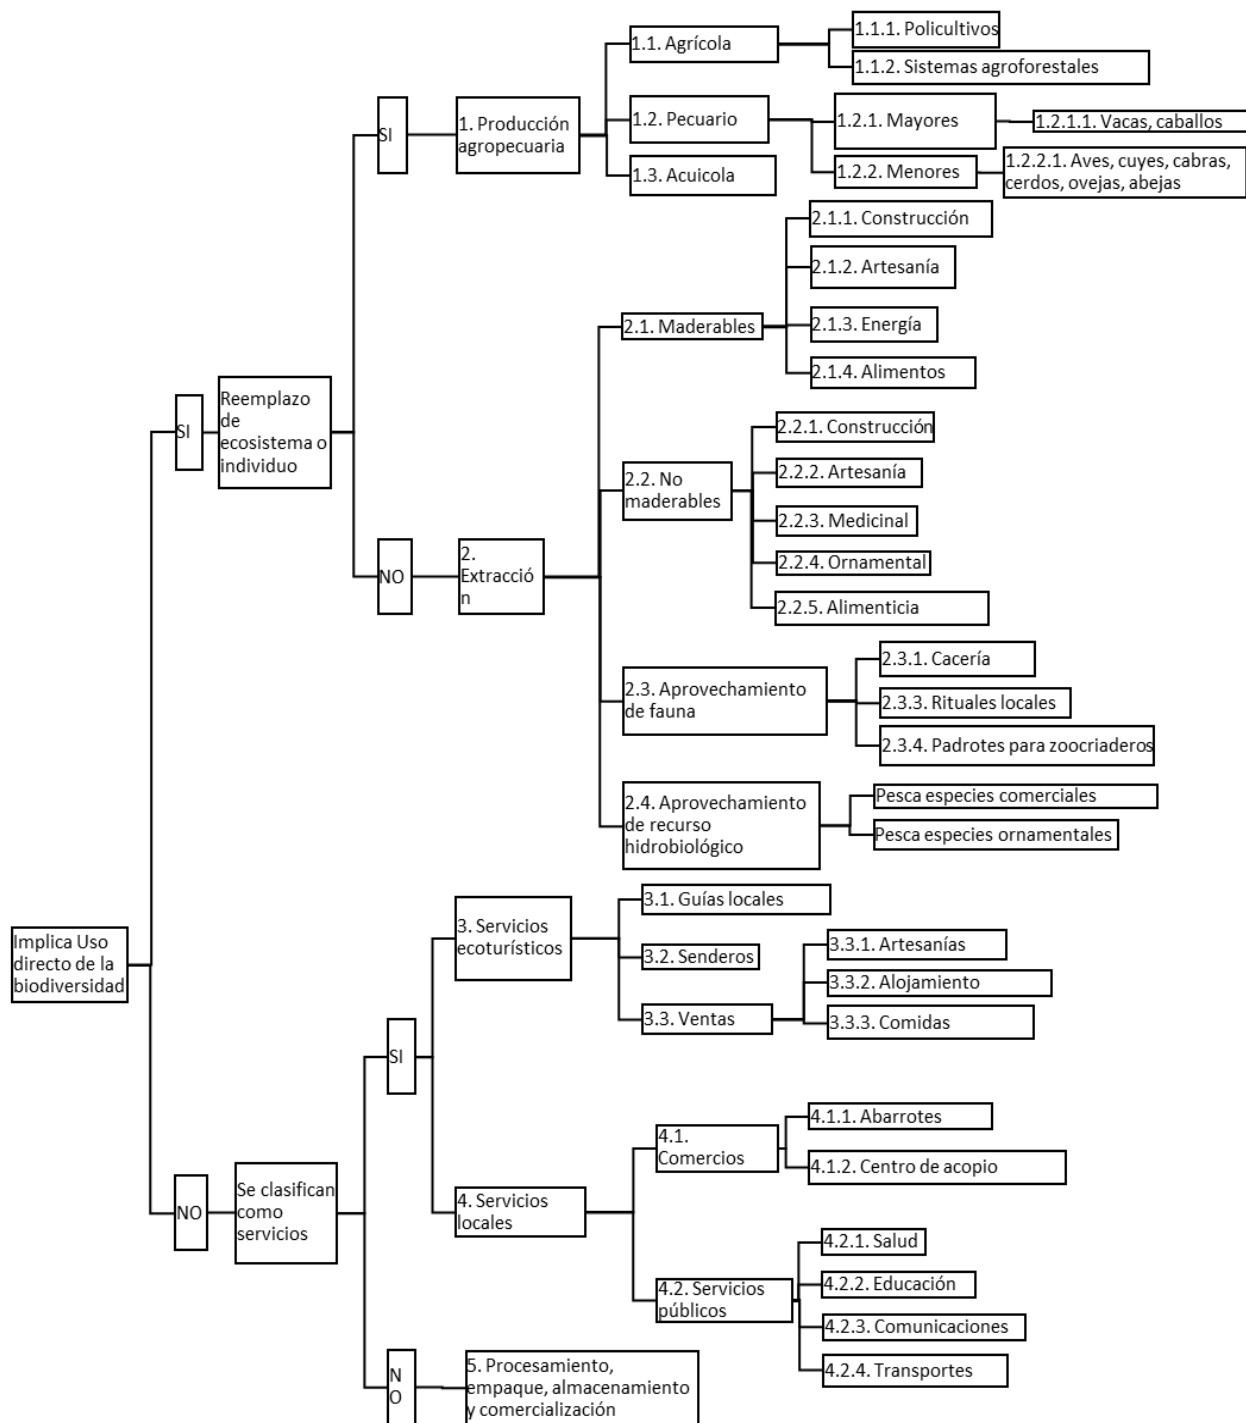 Implica Uso
directo de la
biodiversidad
SI
Reemplazo
de
ecosistema o
individuo
SI
1. Producción
agropecuaria
1.1. Agrícola
1.1.1. Policultivos
1.1.2. Sistemas agroforestales
1.2. Pecuario
1.2.1. Mayores
1.2.1.1. Vacas, caballos
1.2.2. Menores
1.2.2.1. Aves, cuyes, cabras,
cerdos, ovejas, abejas
1.3. Acuicola
NO
2.
Extracció
n
2.1. Maderables
2.1.1. Construcción
2.1.2. Artesanía
2.1.3. Energía
2.1.4. Alimentos
2.2. No
maderables
2.2.1. Construcción
2.2.2. Artesanía
2.2.3. Medicinal
2.2.4. Ornamental
2.2.5. Alimenticia
2.3. Aprovechamiento
de fauna
2.3.1. Cacería
2.3.3. Rituales locales
2.3.4. Padrotes para zoocriaderos
2.4. Aprovechamiento
de recurso
hidrobiológico
Pesca especies comerciales
Pesca especies ornamentales
NO
Se clasifican
como
servicios
SI
3. Servicios
ecoturísticos
3.1. Guías locales
3.2. Senderos
3.3. Ventas
3.3.1. Artesanías
3.3.2. Alojamiento
3.3.3. Comidas
4. Servicios
locales
4.1.
Comercios
4.1.1. Abarrotes
4.1.2. Centro de acopio
4.2. Servicios
públicos
4.2.1. Salud
4.2.2. Educación
4.2.3. Comunicaciones
4.2.4. Transportes
N
O
5. Procesamiento,
empaque, almacenamiento
y comercialización